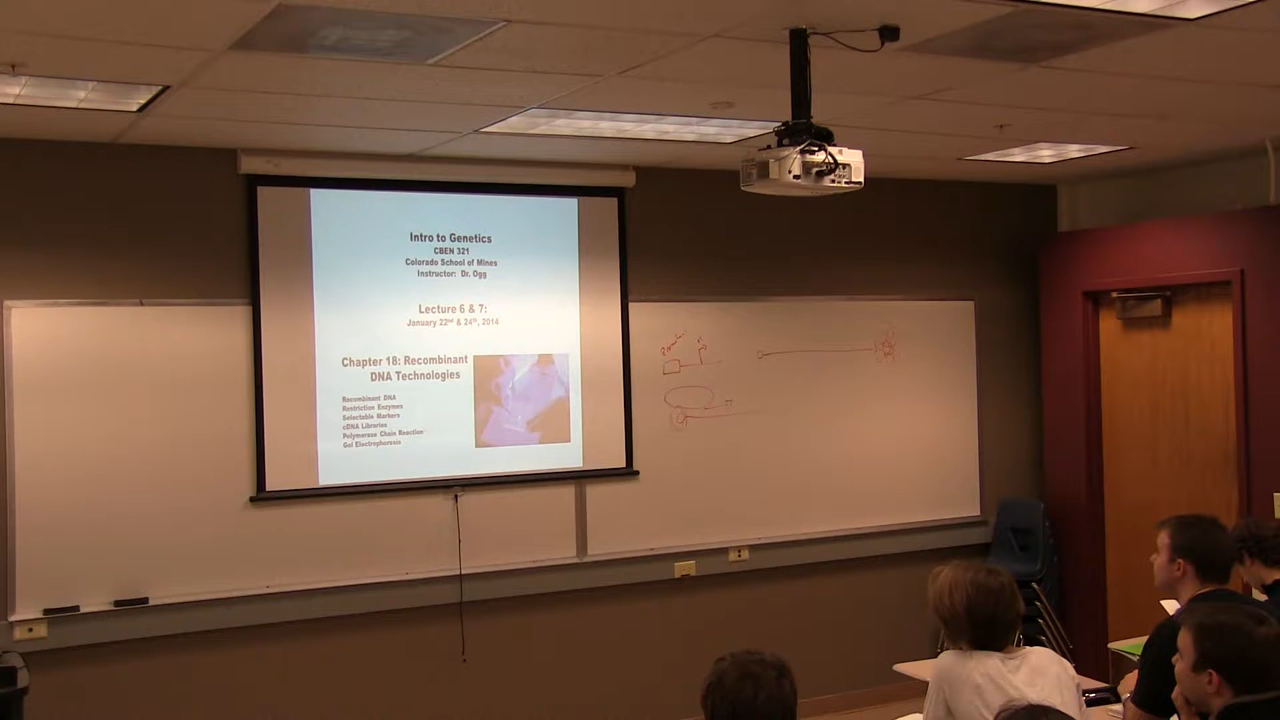 Intro to Genetics
CBEN 321
Colorado School of Mines
Instructor: Dr. Ogg
Lecture 6 & 7:
January 22nd & 24th, 2014
Chapter 18: Recombinant
DNA Technologies
Recombinant DNA
Restriction Enzymes
Selectable Markers
cDNA Libraries
Polymerase Chain Reaction
Gel Electrophoresis